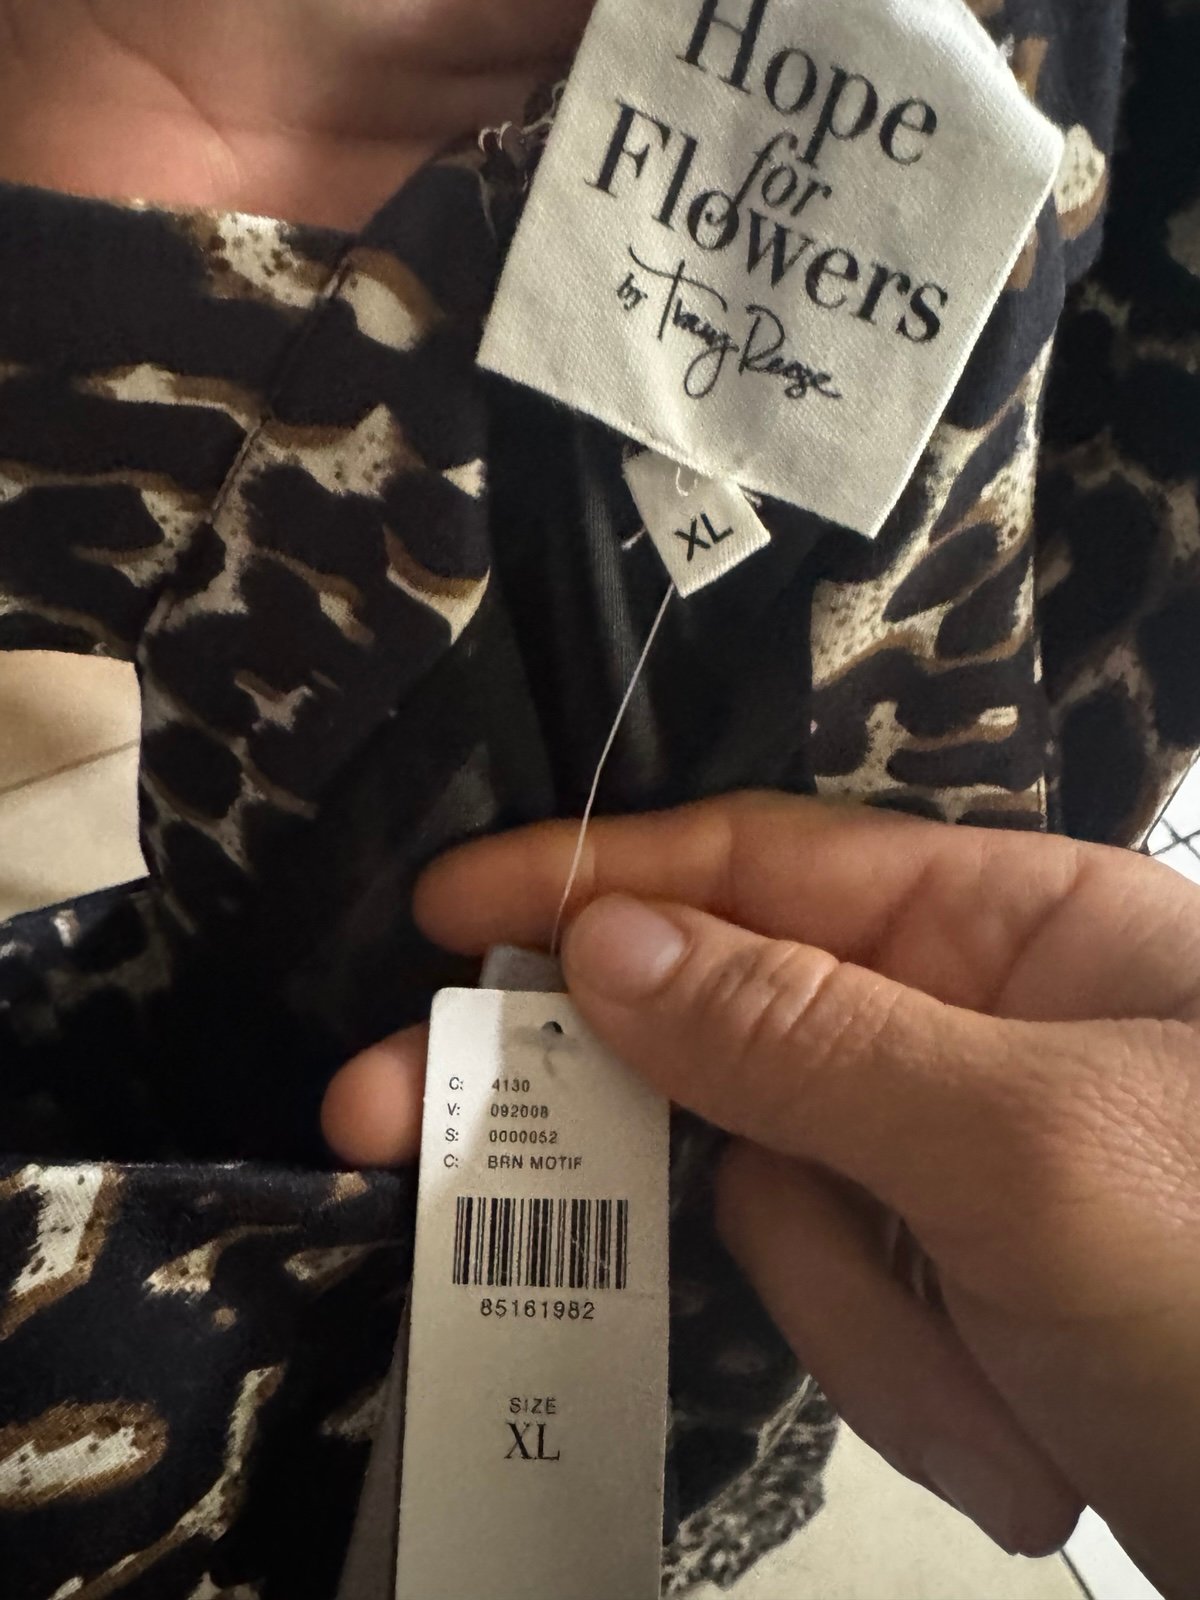 Hope
for
Flowers
by Tracy Reese
XL
C: 4130
V: 092008
S: 0000052
C: BRN MOTIF
85161982
SIZE
XL